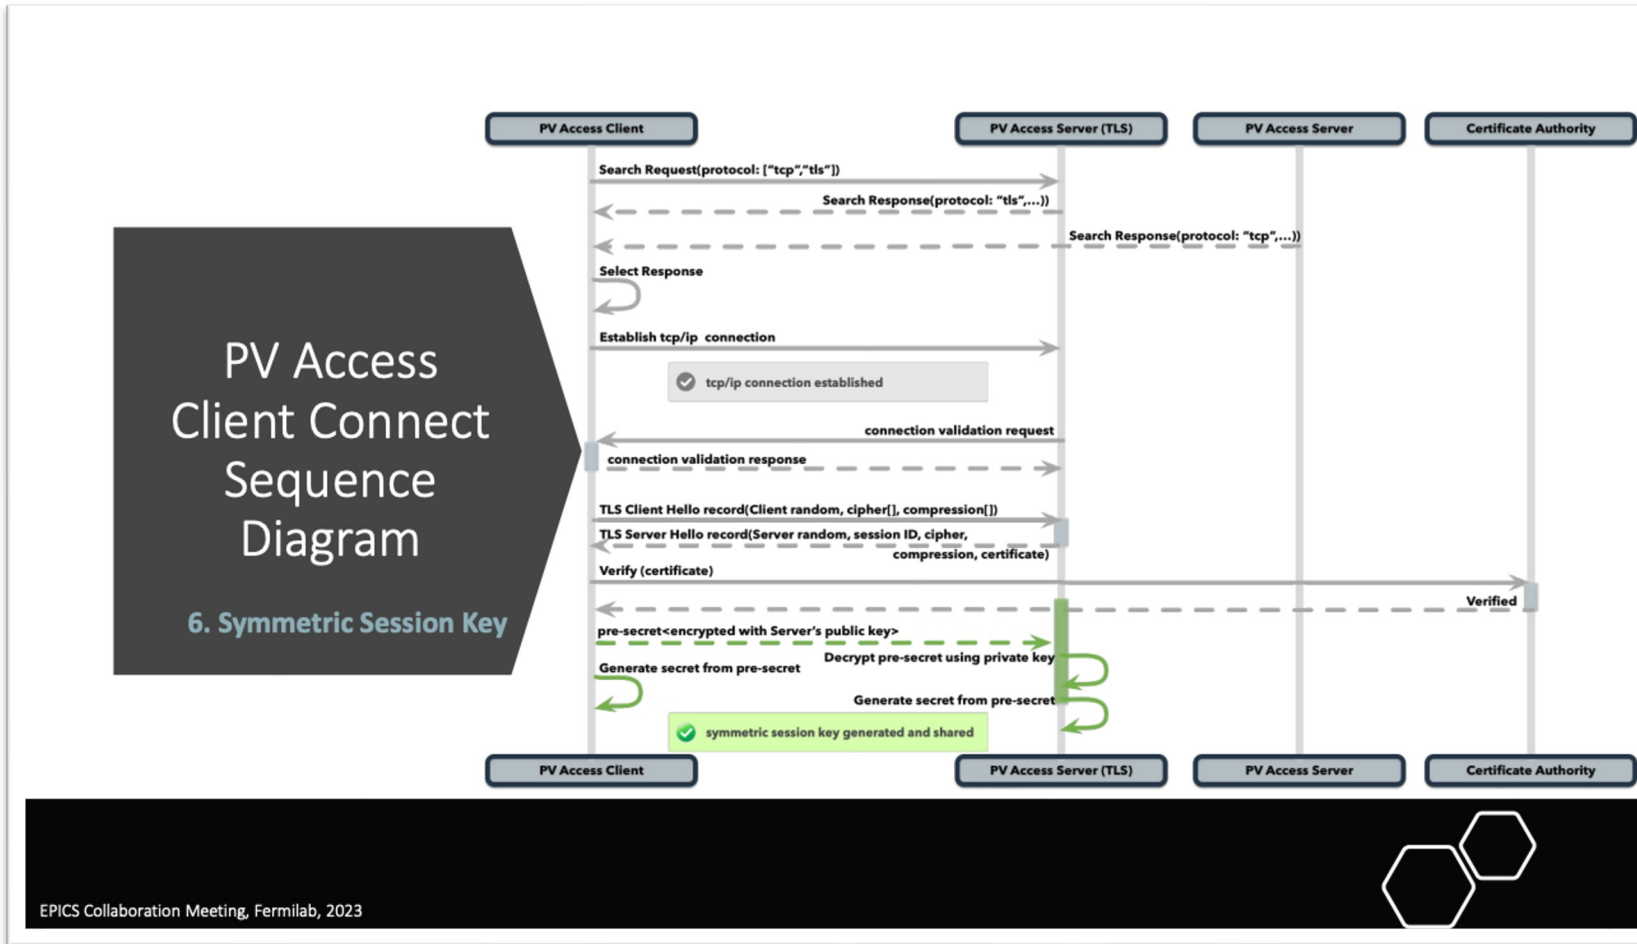 PV Access Client
PV Access Server (TLS)
PV Access Server
Certificate Authority
Search Request(protocol: [“tcp”,“tls”])
Search Response(protocol: “tls”,...))
Search Response(protocol: “tcp”,...))
Select Response
Establish tcp/ip connection
tcp/ip connection established
connection validation request
connection validation response
TLS Client Hello record(Client random, cipher[], compression[])
TLS Server Hello record(Server random, session ID, cipher,
compression, certificate)
Verify (certificate)
Verified
pre-secret<encrypted with Server’s public key>
Decrypt pre-secret using private key
Generate secret from pre-secret
Generate secret from pre-secret
symmetric session key generated and shared
PV Access Client
PV Access Server (TLS)
PV Access Server
Certificate Authority
PV Access
Client Connect
Sequence
Diagram
6. Symmetric Session Key
EPICS Collaboration Meeting, Fermilab, 2023